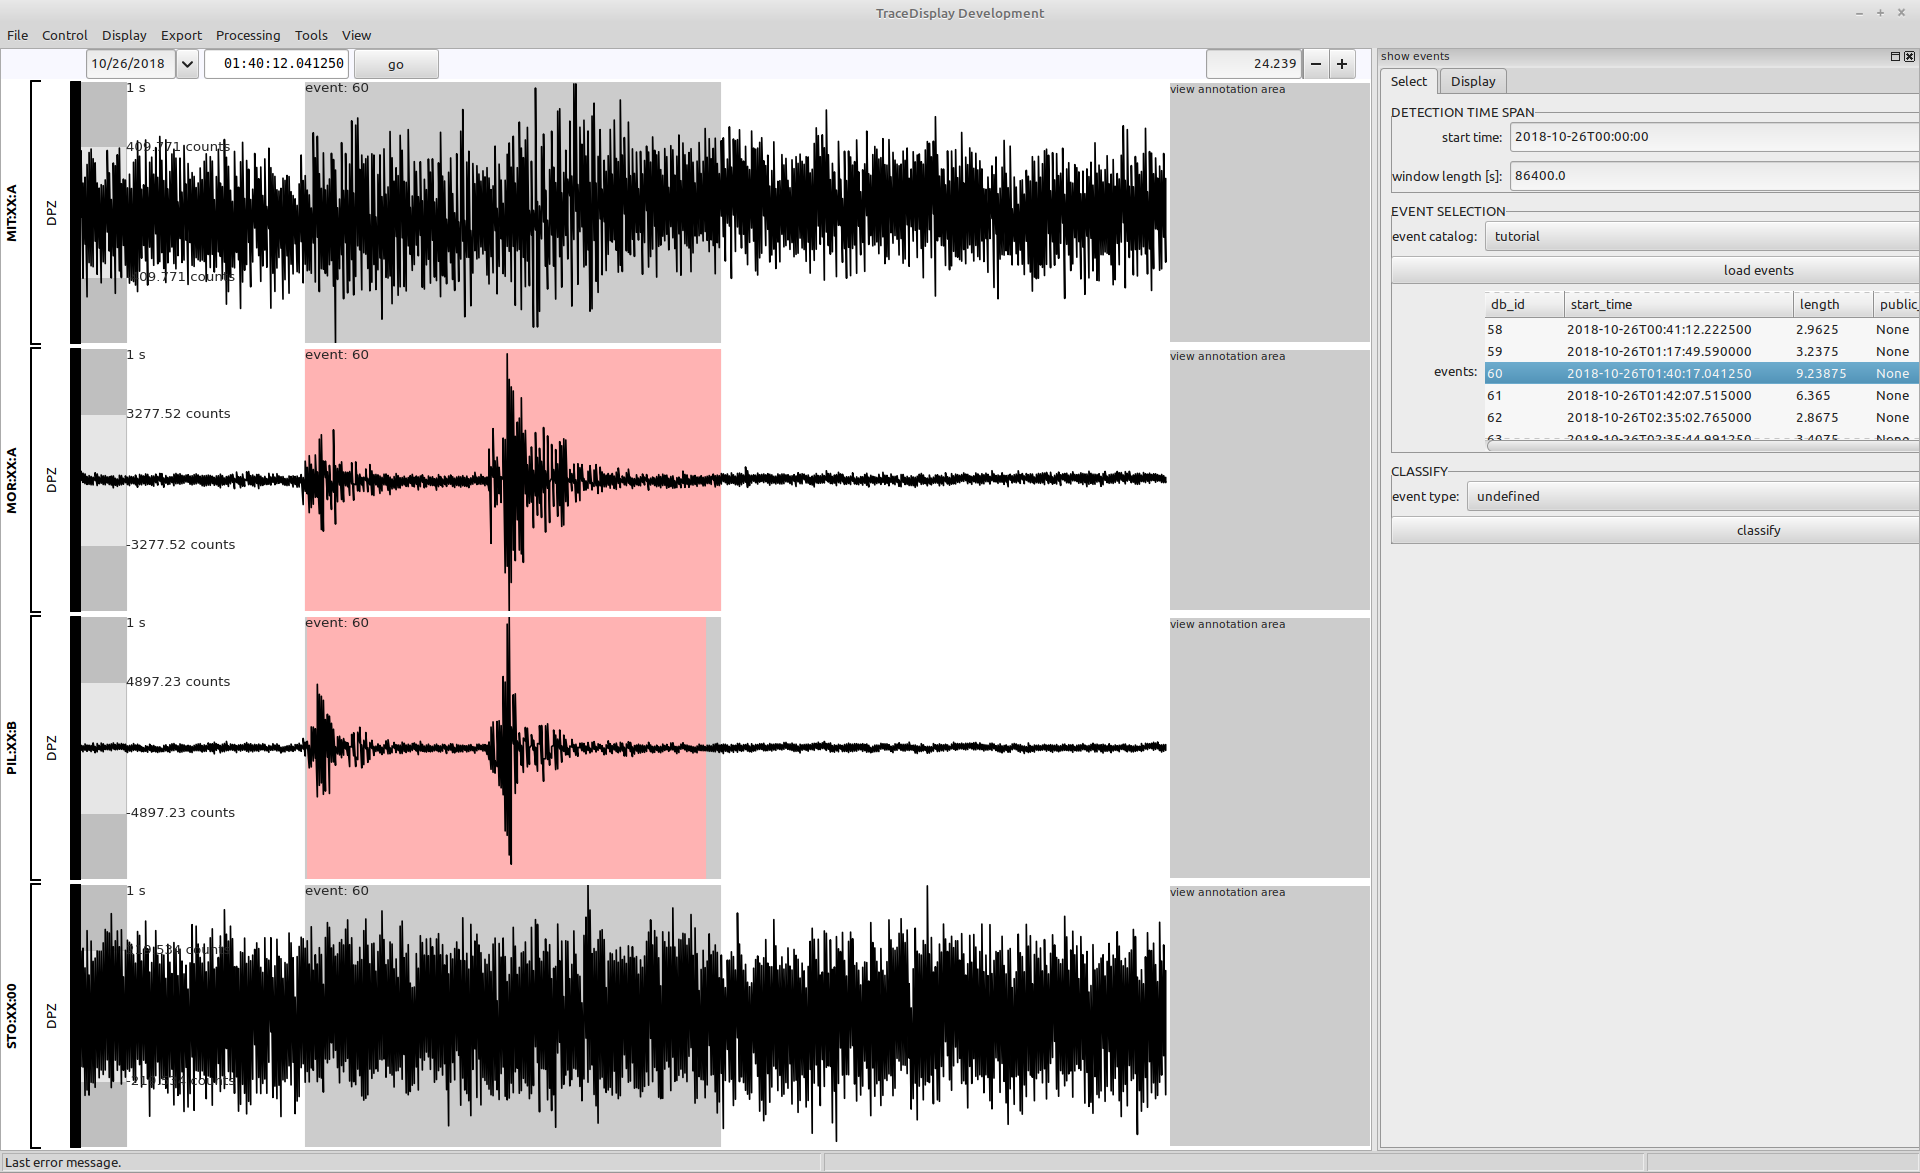 TraceDisplay Development
File Control Display Export Processing Tools View
10/26/2018 01:40:12.041250 go 24.239
MIT:XX:A
DPZ
1 s
409.771 counts
-409.771 counts
event: 60
view annotation area
MOR:XX:A
DPZ
1 s
3277.52 counts
-3277.52 counts
event: 60
view annotation area
PIL:XX:B
DPZ
1 s
4897.23 counts
-4897.23 counts
event: 60
view annotation area
STO:XX:00
DPZ
1 s
counts
counts
event: 60
view annotation area
show events
Select Display
DETECTION TIME SPAN
start time: 2018-10-26T00:00:00
window length [s]: 86400.0
EVENT SELECTION
event catalog: tutorial
load events
events:
db_id start_time length public_
58 2018-10-26T00:41:12.222500 2.9625 None
59 2018-10-26T01:17:49.590000 3.2375 None
60 2018-10-26T01:40:17.041250 9.23875 None
61 2018-10-26T01:42:07.515000 6.365 None
62 2018-10-26T02:35:02.765000 2.8675 None
63 2018-10-26T02:35:44.991250 3.4075 None
CLASSIFY
event type: undefined
classify
Last error message.